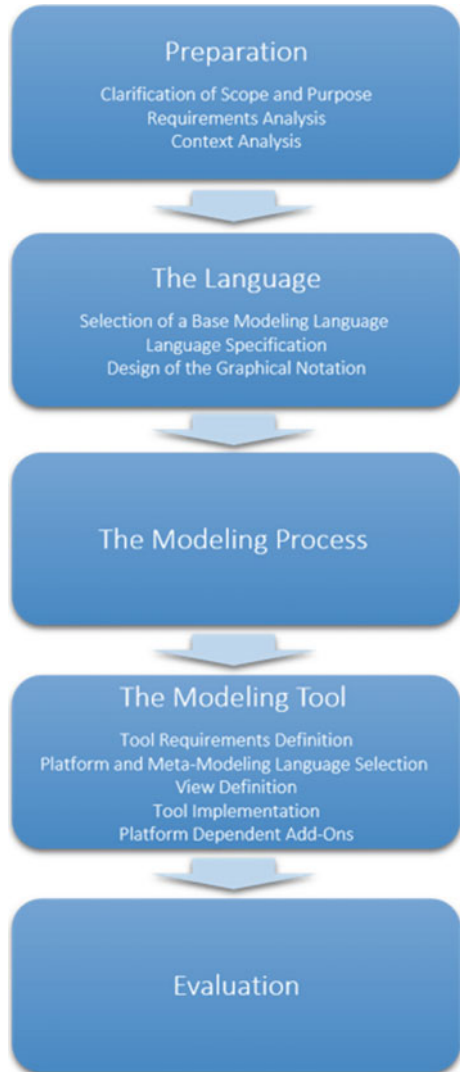 Preparation
Clarification of Scope and Purpose
Requirements Analysis
Context Analysis
The Language
Selection of a Base Modeling Language
Language Specification
Design of the Graphical Notation
The Modeling Process
The Modeling Tool
Tool Requirements Definition
Platform and Meta-Modeling Language Selection
View Definition
Tool Implementation
Platform Dependent Add-Ons
Evaluation